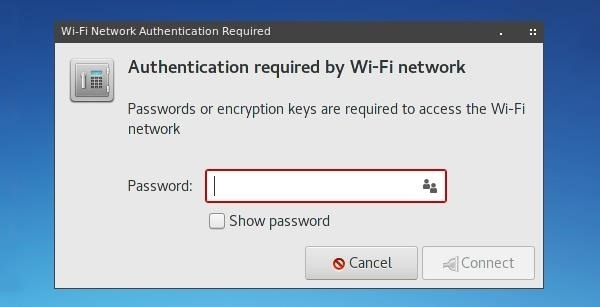 Wi-Fi Network Authentication Required
Authentication required by Wi-Fi network
Passwords or encryption keys are required to access the Wi-Fi
network
Password:
Show password
Cancel
Connect